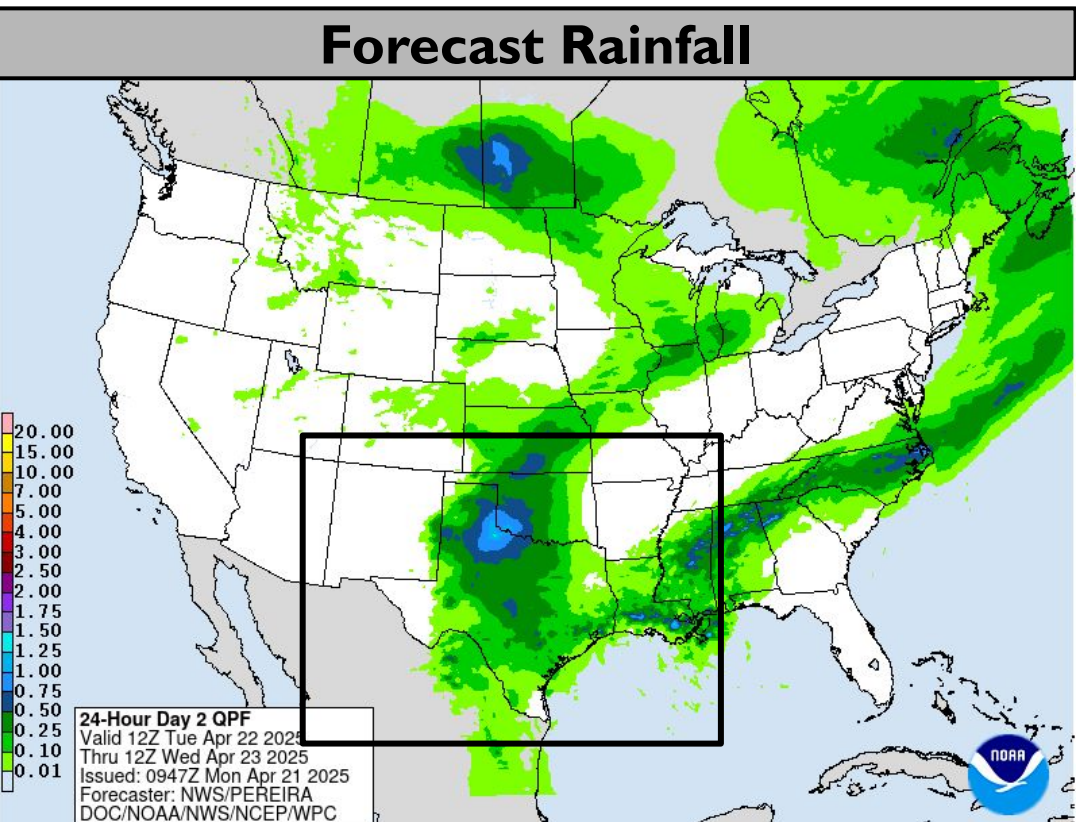 Forecast Rainfall
20.00
15.00
10.00
7.00
5.00
4.00
3.00
2.50
2.00
1.75
1.50
1.25
1.00
0.75
0.50
0.25
0.10
0.01
24-Hour Day 2 QPF
Valid 12Z Tue Apr 22 2025
Thru 12Z Wed Apr 23 2025
Issued: 0947Z Mon Apr 21 2025
Forecaster: NWS/PEREIRA
DOC/NOAA/NWS/NCEP/WPC
NOAA